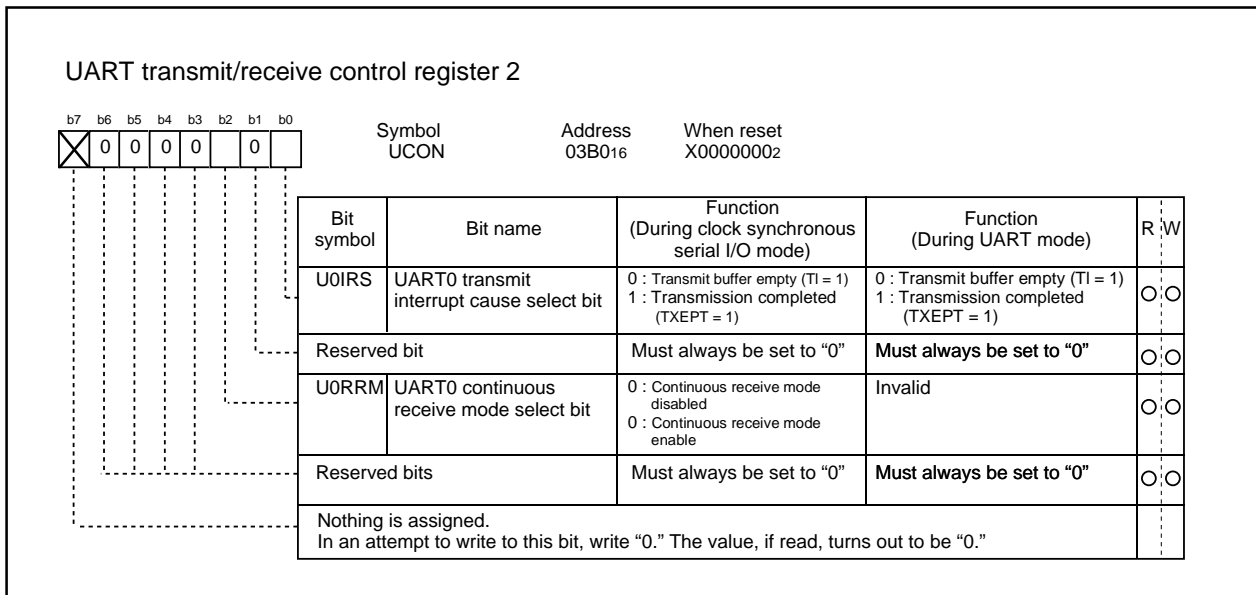 UART transmit/receive control register 2
b7 b6 b5 b4 b3 b2 b1 b0
0 0 0 0 0
Symbol Address When reset
UCON 03B016 X00000002
Bit symbol
Bit name
Function
(During clock synchronous
serial I/O mode)
Function
(During UART mode)
R W
U0IRS
UART0 transmit
interrupt cause select bit
0 : Transmit buffer empty (TI = 1)
1 : Transmission completed
(TXEPT = 1)
0 : Transmit buffer empty (TI = 1)
1 : Transmission completed
(TXEPT = 1)
Reserved bit
Must always be set to “0”
Must always be set to “0”
U0RRM
UART0 continuous
receive mode select bit
0 : Continuous receive mode
disabled
0 : Continuous receive mode
enable
Invalid
Reserved bits
Must always be set to “0”
Must always be set to “0”
Nothing is assigned.
In an attempt to write to this bit, write “0.” The value, if read, turns out to be “0.”